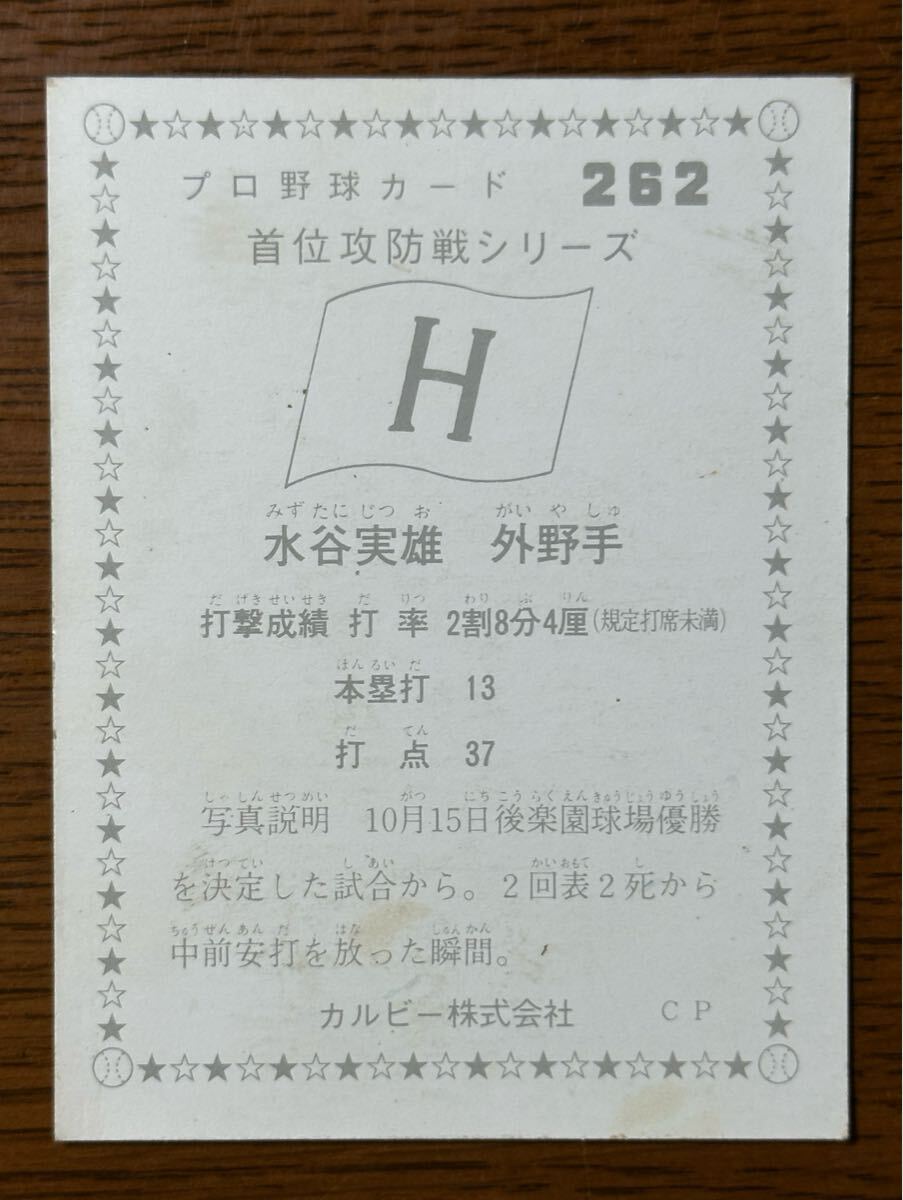 プロ野球カード 262
首位攻防戦シリーズ
H
みずたにじつお がいやしゅ
水谷実雄 外野手
だげきせいせき だりつ わり ぶ りん
打撃成績 打率 2割8分4厘(規定打席未満)
ほんるいだ
本塁打 13
だ てん
打点 37
しゃしんせつめい がつ にちこうらくえんきゅうじょうゆうしょう
写真説明 10月15日後楽園球場優勝
けってい しあい かいおもて し
を決定した試合から。2回表2死から
ちゅうぜんあんだ はな しゅんかん
中前安打を放った瞬間。
カルビー株式会社 CP